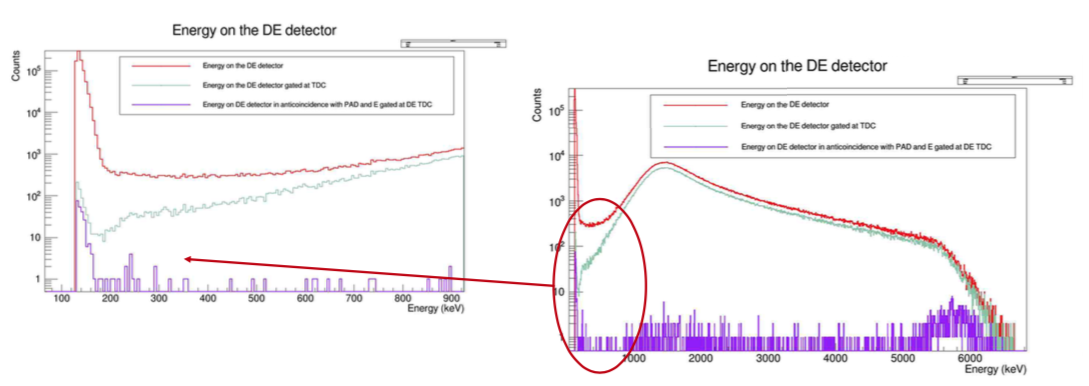 Energy on the DE detector
Counts
Energy on the DE detector
Energy on the DE detector gated at TDC
Energy on DE detector in anticoincidence with PAD and E gated at DE TDC
10⁵
10⁴
10³
10²
10
1
100 200 300 400 500 600 700 800 900
Energy (keV)
Energy on the DE detector
Counts
Energy on the DE detector
Energy on the DE detector gated at TDC
Energy on DE detector in anticoincidence with PAD and E gated at DE TDC
10⁵
10⁴
10³
10²
10
1000 2000 3000 4000 5000 6000
Energy (keV)